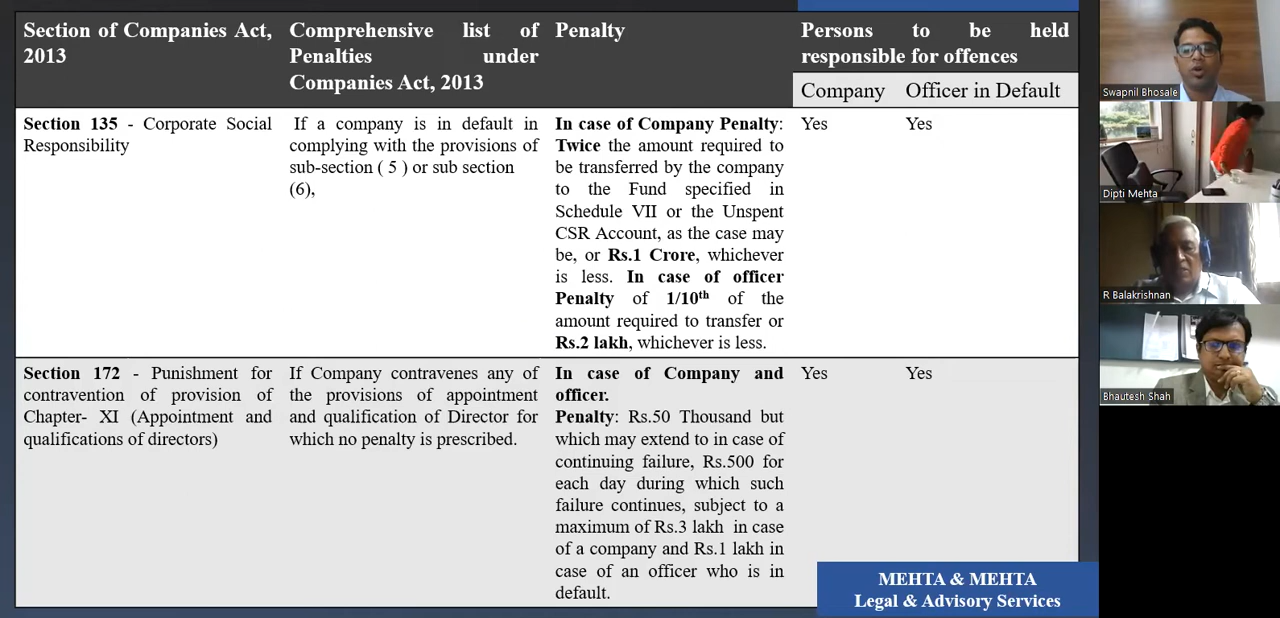 Section of Companies Act,
2013
Comprehensive list of
Penalties under
Companies Act, 2013
Penalty
Persons to be held
responsible for offences
Company
Officer in Default
Section 135 - Corporate Social
Responsibility
If a company is in default in
complying with the provisions of
sub-section ( 5 ) or sub section
(6),
In case of Company Penalty:
Twice the amount required to
be transferred by the company
to the Fund specified in
Schedule VII or the Unspent
CSR Account, as the case may
be, or Rs.1 Crore, whichever
is less. In case of officer
Penalty of 1/10th of the
amount required to transfer or
Rs.2 lakh, whichever is less.
Yes
Yes
Section 172 - Punishment for
contravention of provision of
Chapter- XI (Appointment and
qualifications of directors)
If Company contravenes any of
the provisions of appointment
and qualification of Director for
which no penalty is prescribed.
In case of Company and
officer.
Penalty: Rs.50 Thousand but
which may extend to in case of
continuing failure, Rs.500 for
each day during which such
failure continues, subject to a
maximum of Rs.3 lakh in case
of a company and Rs.1 lakh in
case of an officer who is in
default.
Yes
Yes
MEHTA & MEHTA
Legal & Advisory Services
Swapnil Bhosale
Dipti Mehta
R Balakrishnan
Bhautesh Shah